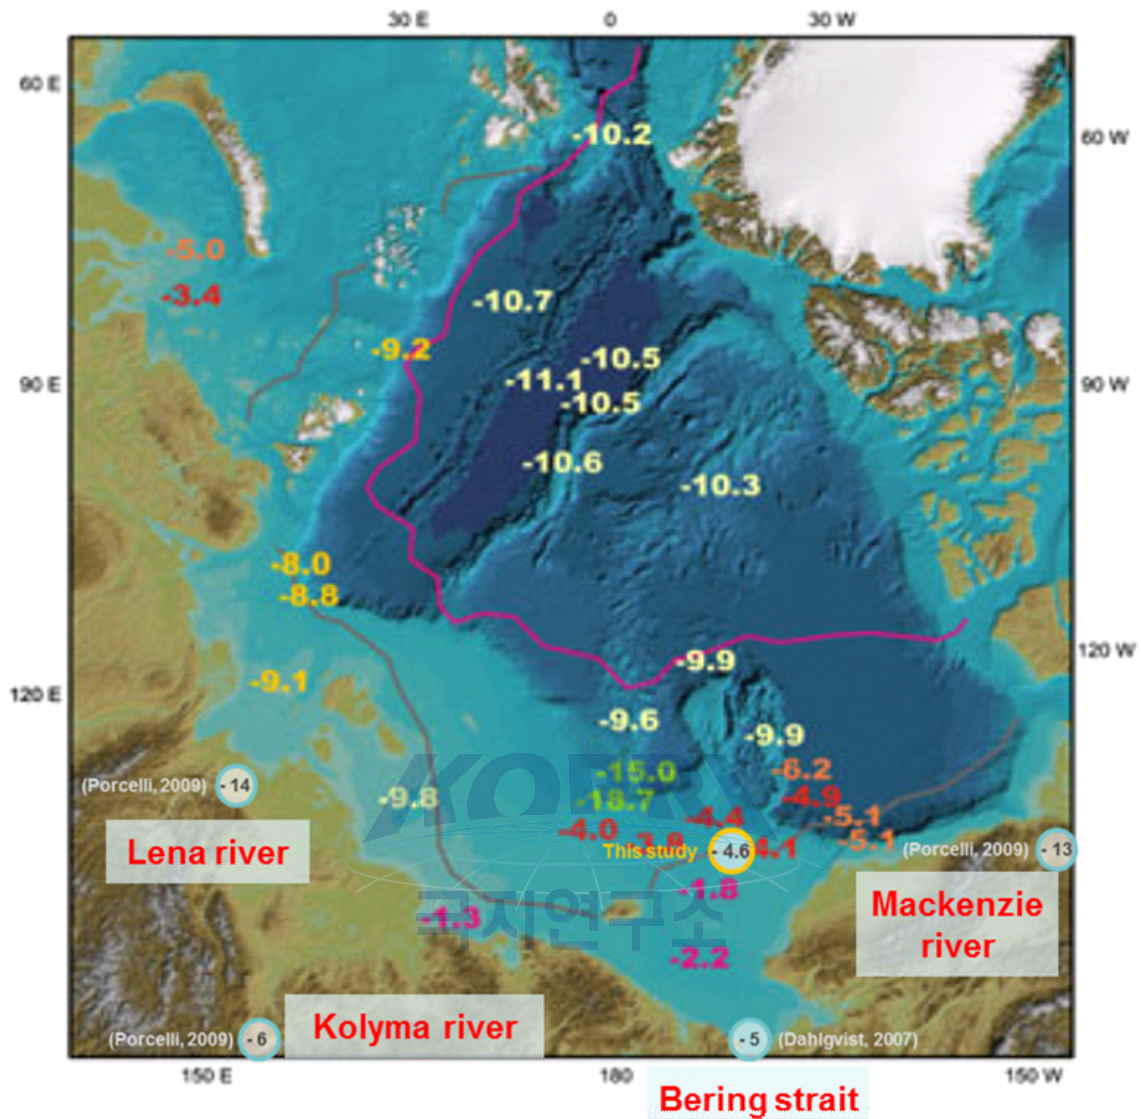 30 E 0 30 W
60 E
-10.2
60 W
-5.0
-3.4
-10.7
-9.2
-10.5
90 E
-11.1
90 W
-10.5
-10.6
-10.3
-8.0
-8.8
-9.9
120 W
-9.1
120 E
-9.6
-9.9
-15.0
-6.2
(Porcelli, 2009) - 14
-9.8
-18.7
-4.9
-4.4
-5.1
-4.0
-3.8
-5.1
Lena river
This study - 4.6
4.1
(Porcelli, 2009) - 13
-1.8
Mackenzie
river
-1.3
극지연구소
-2.2
Kolyma river
(Porcelli, 2009) - 6
- 5 (Dahlgvist, 2007)
150 E 180 150 W
Bering strait